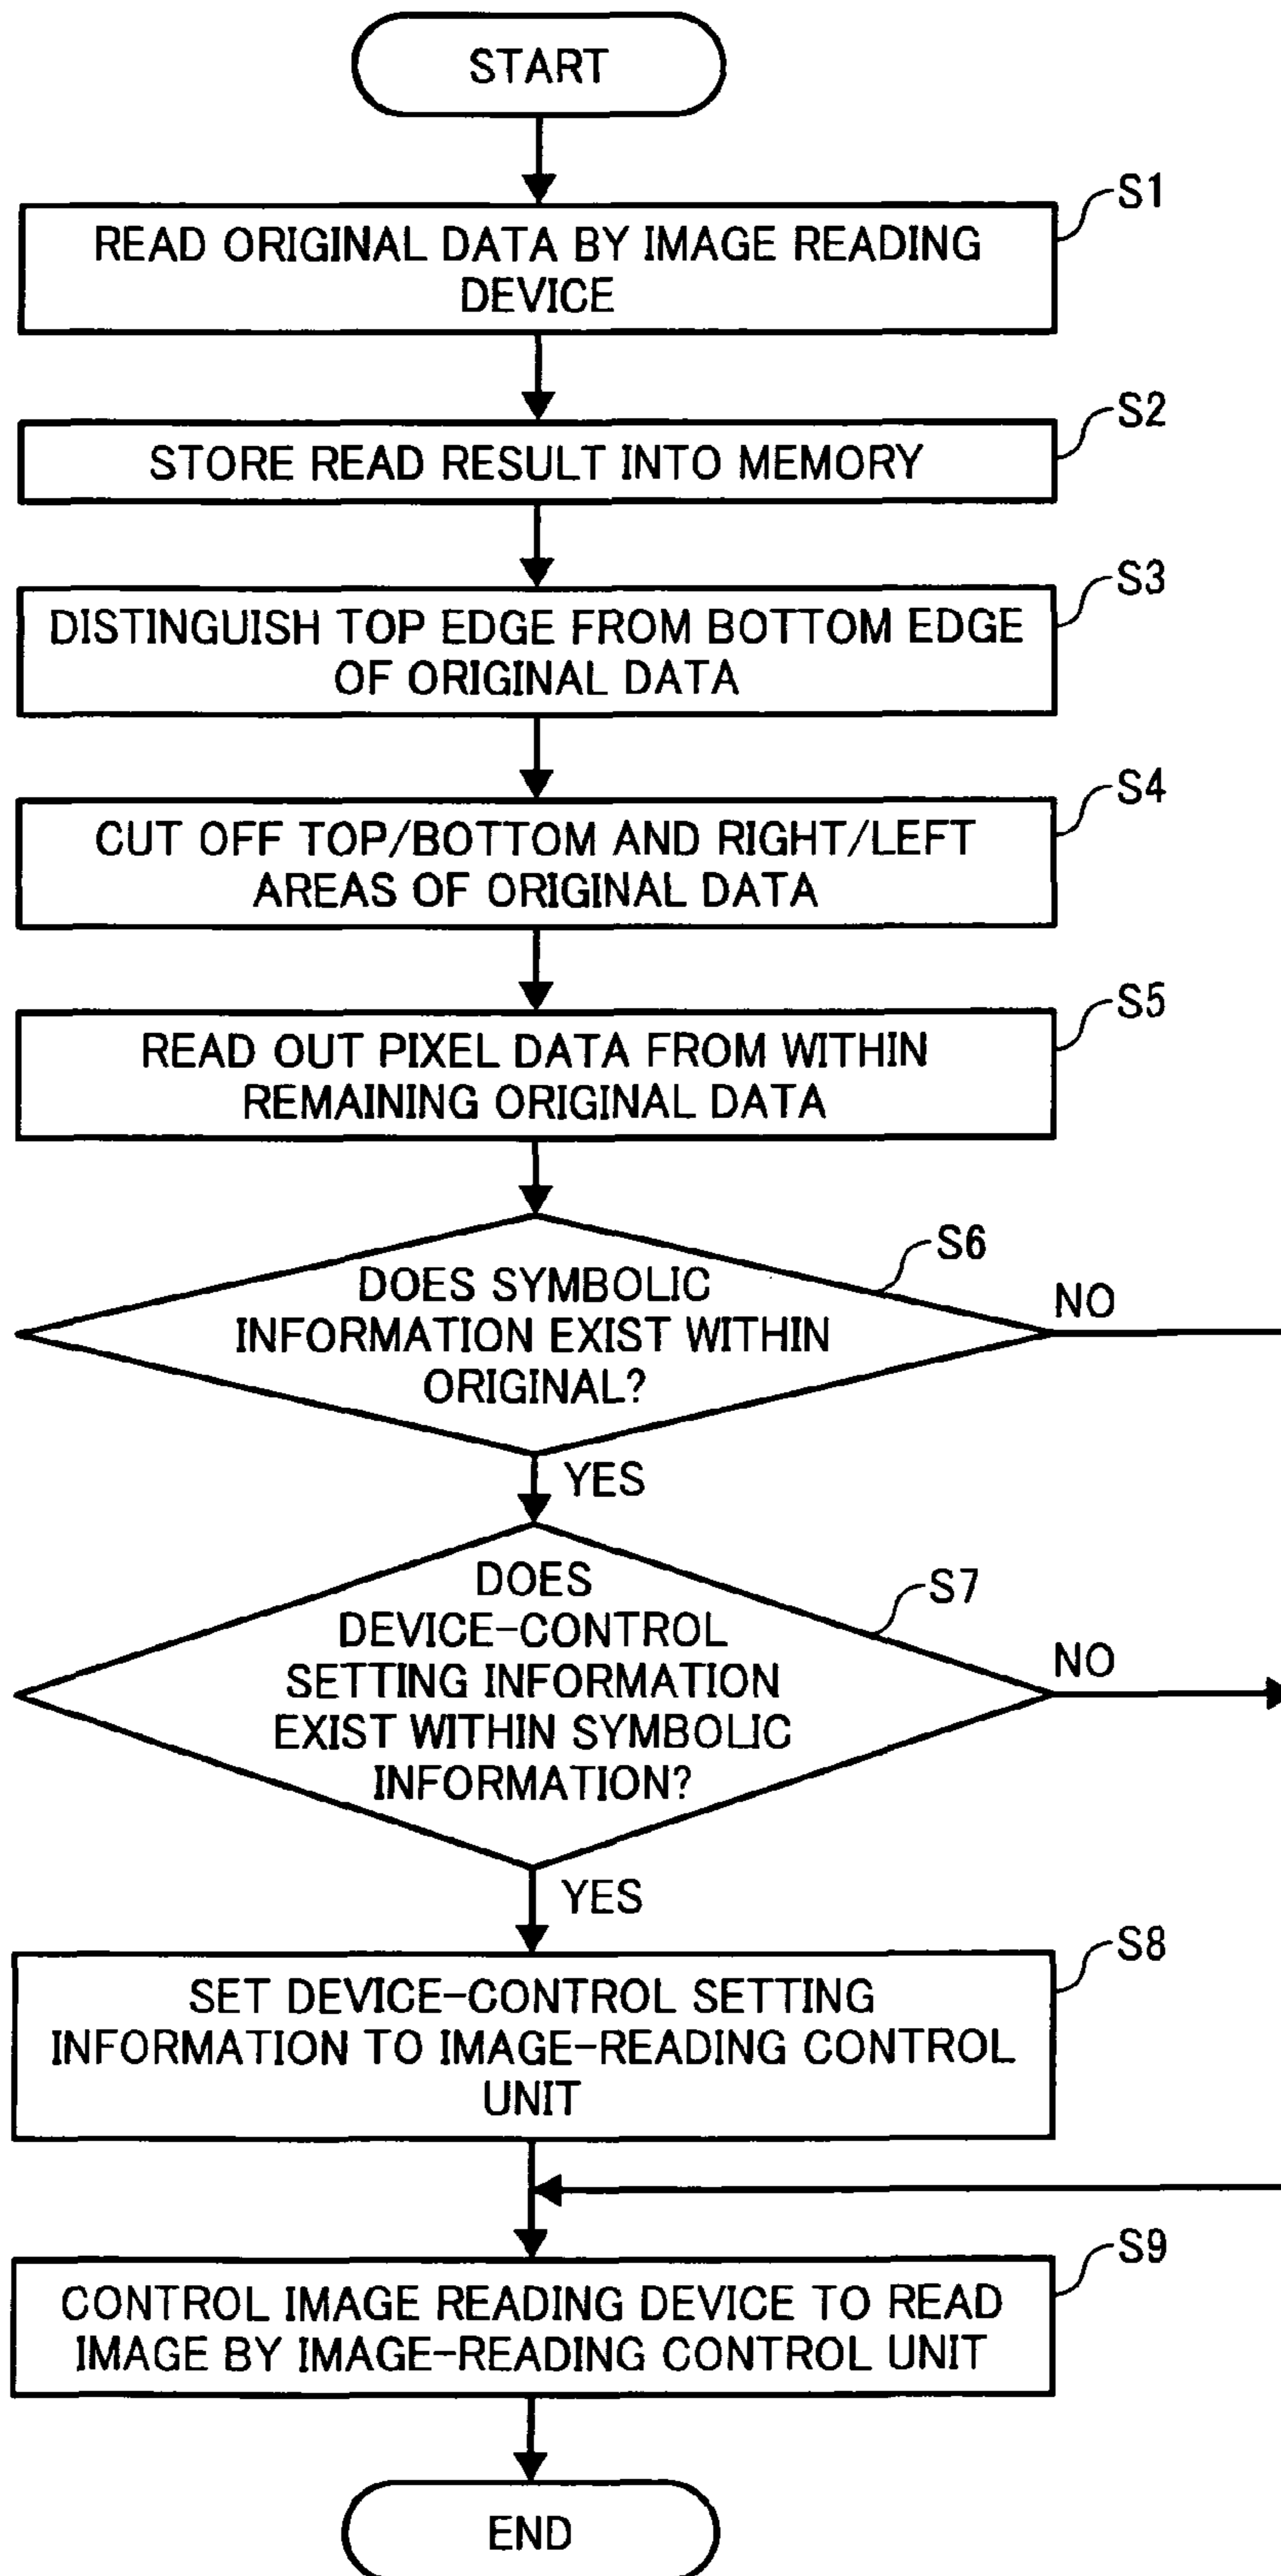 START
S1
READ ORIGINAL DATA BY IMAGE READING
DEVICE
S2
STORE READ RESULT INTO MEMORY
S3
DISTINGUISH TOP EDGE FROM BOTTOM EDGE
OF ORIGINAL DATA
S4
CUT OFF TOP/BOTTOM AND RIGHT/LEFT
AREAS OF ORIGINAL DATA
S5
READ OUT PIXEL DATA FROM WITHIN
REMAINING ORIGINAL DATA
S6
DOES SYMBOLIC
INFORMATION EXIST WITHIN
ORIGINAL?
NO
YES
S7
DOES
DEVICE-CONTROL
SETTING INFORMATION
EXIST WITHIN SYMBOLIC
INFORMATION?
NO
YES
S8
SET DEVICE-CONTROL SETTING
INFORMATION TO IMAGE-READING CONTROL
UNIT
S9
CONTROL IMAGE READING DEVICE TO READ
IMAGE BY IMAGE-READING CONTROL UNIT
END